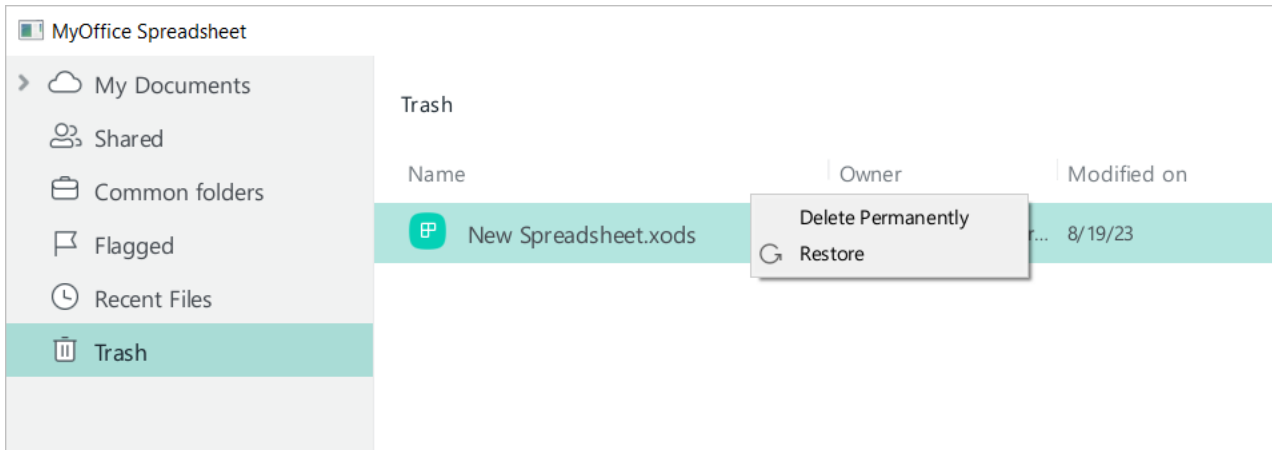 MyOffice Spreadsheet
My Documents
Shared
Common folders
Flagged
Recent Files
Trash
Trash
Name Owner Modified on
New Spreadsheet.xods 8/19/23
Delete Permanently
Restore